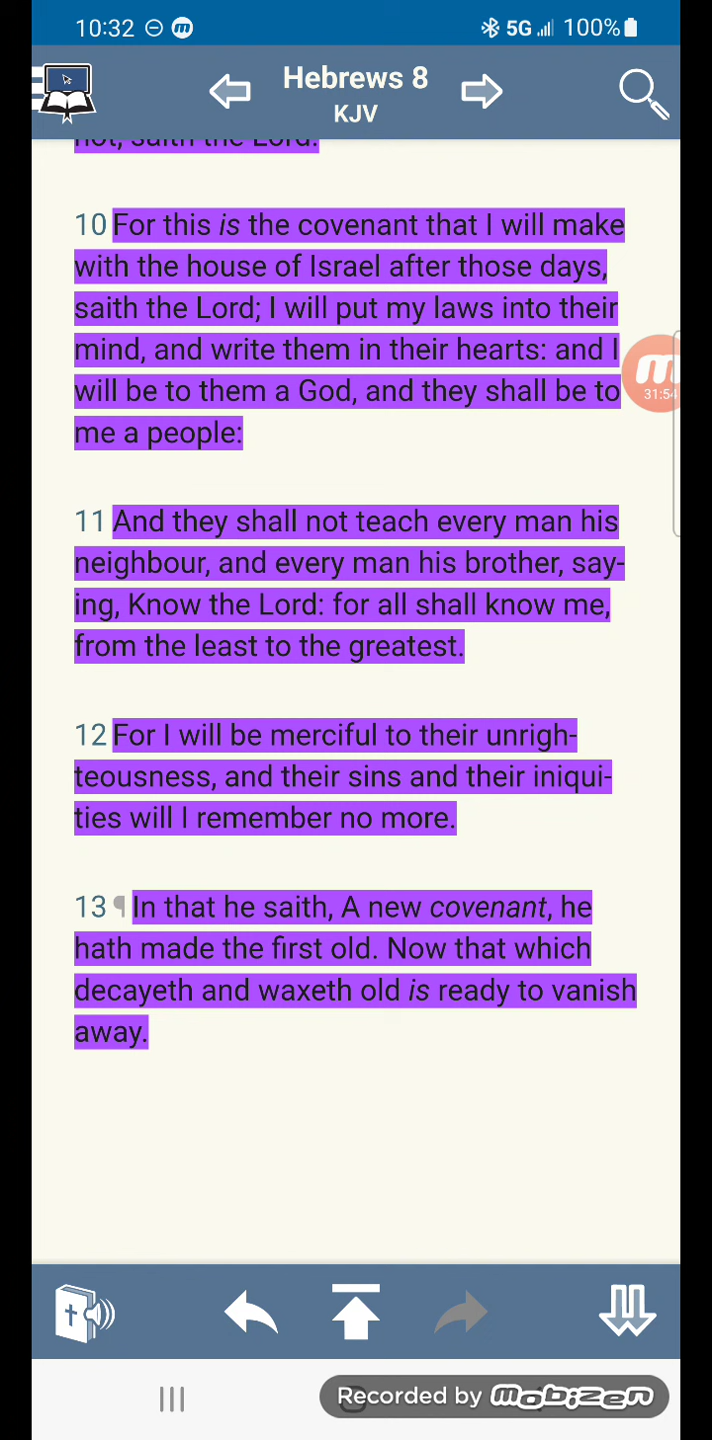 10:32
5G 100%
Hebrews 8
KJV
not, saith the Lord.
10 For this is the covenant that I will make
with the house of Israel after those days,
saith the Lord; I will put my laws into their
mind, and write them in their hearts: and I
will be to them a God, and they shall be to
me a people:
31:54
11 And they shall not teach every man his
neighbour, and every man his brother, say-
ing, Know the Lord: for all shall know me,
from the least to the greatest.
12 For I will be merciful to their unrigh-
teousness, and their sins and their iniqui-
ties will I remember no more.
13 ¶ In that he saith, A new covenant, he
hath made the first old. Now that which
decayeth and waxeth old is ready to vanish
away.
Recorded by mobizen